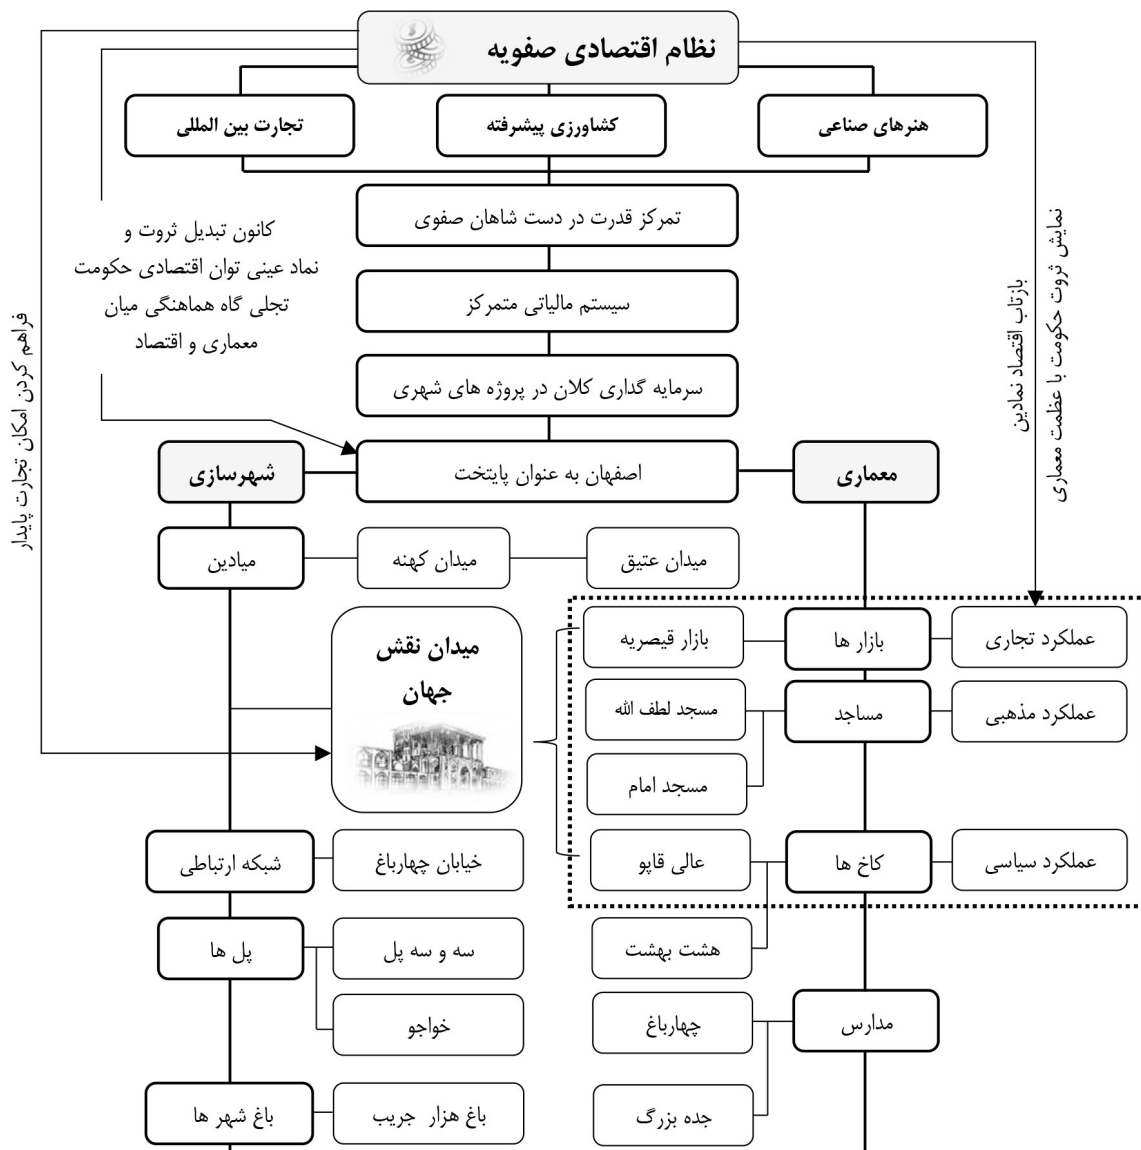 نظام اقتصادی صفویه
هنرهای صناعی
کشاورزی پیشرفته
تجارت بین المللی
تمرکز قدرت در دست شاهان صفوی
سیستم مالیاتی متمرکز
سرمایه گداری کلان در پروژه های شهری
اصفهان به عنوان پایتخت
کانون تبدیل ثروت و
نماد عینی توان اقتصادی حکومت
تجلی گاه هماهنگی میان
معماری و اقتصاد
فراهم کردن امکان تجارت پایدار
نمایش ثروت حکومت با عظمت معماری
بازتاب اقتصاد نمادین
معماری
شهرسازی
میدان عتیق
میدان کهنه
میادین
عملکرد تجاری
بازار ها
بازار قیصریه
میدان نقش
جهان
عملکرد مذهبی
مساجد
مسجد لطف الله
مسجد امام
عملکرد سیاسی
کاخ ها
عالی قاپو
هشت بهشت
خیابان چهارباغ
شبکه ارتباطی
سه و سه پل
پل ها
خواجو
مدارس
چهارباغ
جده بزرگ
باغ هزار جریب
باغ شهر ها